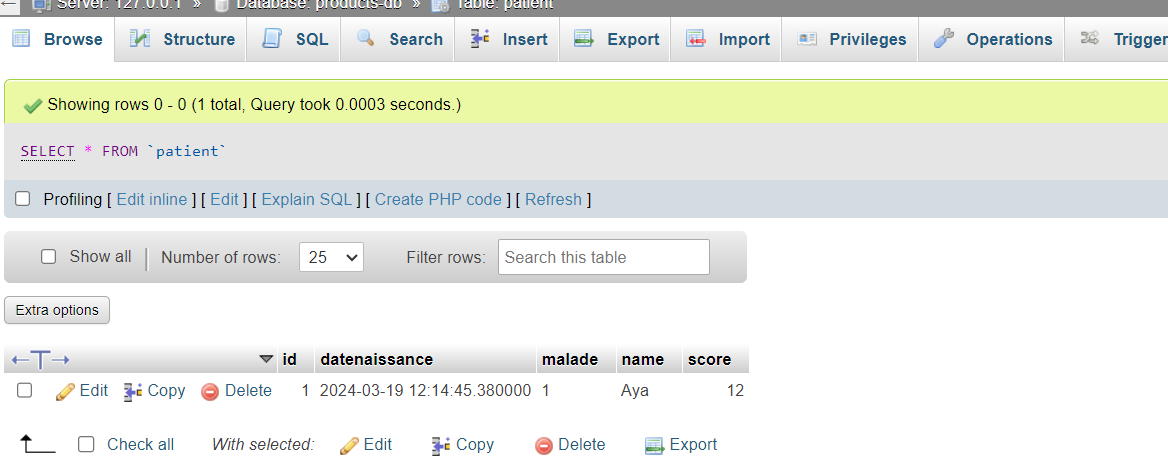 Server: 127.0.0.1 » Database: products-db » Table: patient
Browse Structure SQL Search Insert Export Import Privileges Operations Trigger
Showing rows 0 - 0 (1 total, Query took 0.0003 seconds.)
SELECT * FROM `patient`
Profiling [ Edit inline ] [ Edit ] [ Explain SQL ] [ Create PHP code ] [ Refresh ]
Show all Number of rows: 25 Filter rows: Search this table
Extra options
←T→ id datenaissance malade name score
Edit Copy Delete 1 2024-03-19 12:14:45.380000 1 Aya 12
Check all With selected: Edit Copy Delete Export